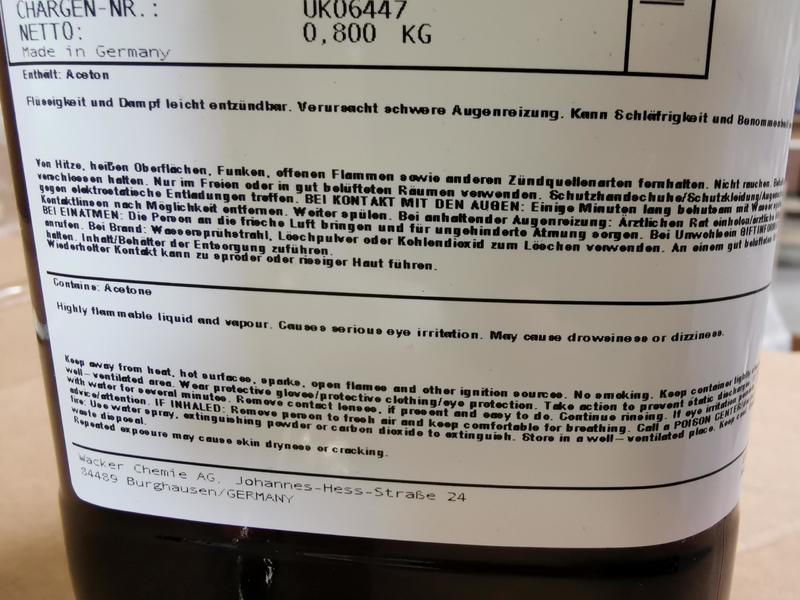 CHARGEN-NR.: UK06447
NETTO: 0,800 KG
Made in Germany
Enthält: Aceton
Flüssigkeit und Dampf leicht entzündbar. Verursacht schwere Augenreizung. Kann Schläfrigkeit und
Von Hitze, heißen Oberflächen, Funken, offenen Flammen sowie anderen Zündquellenarten fernhalten. Nicht rauchen.
verschlossen halten. Nur im Freien oder in gut belüfteten Räumen verwenden. Schutzhandschuhe/Schutzkleidung/
gegen elektrostatische Entladungen treffen. BEI KONTAKT MIT DEN AUGEN: Einige Minuten lang behutsam mit Wasser
Kontaktlinsen nach Möglichkeit entfernen. Weiter spülen. Bei anhaltender Augenreizung: Ärztlichen Rat einholen/ärztliche
BEI EINATMEN: Die Person an die frische Luft bringen und für ungehinderte Atmung sorgen. Bei Unwohlsein
anrufen. Bei Brand: Wassersprühstrahl, Löschpulver oder Kohlendioxid zum Löschen verwenden. An einem gut belüfteten
halten. Inhalt/Behälter der Entsorgung zuführen.
Wiederholter Kontakt kann zu spröder oder rissiger Haut führen.
Contains: Acetone
Highly flammable liquid and vapour. Causes serious eye irritation. May cause drowsiness or dizziness.
Keep away from heat, hot surfaces, sparks, open flames and other ignition sources. No smoking. Keep container tightly
well-ventilated area. Wear protective gloves/protective clothing/eye protection. Take action to prevent static
with water for several minutes. Remove contact lenses, if present and easy to do. Continue rinsing. If eye irritation
advice/attention. IF INHALED: Remove person to fresh air and keep comfortable for breathing. Call a POISON CENTER/
fire: Use water spray, extinguishing powder or carbon dioxide to extinguish. Store in a well-ventilated place. Keep cool.
waste disposal.
Repeated exposure may cause skin dryness or cracking.
Wacker Chemie AG, Johannes-Hess-Straße 24
84489 Burghausen/GERMANY